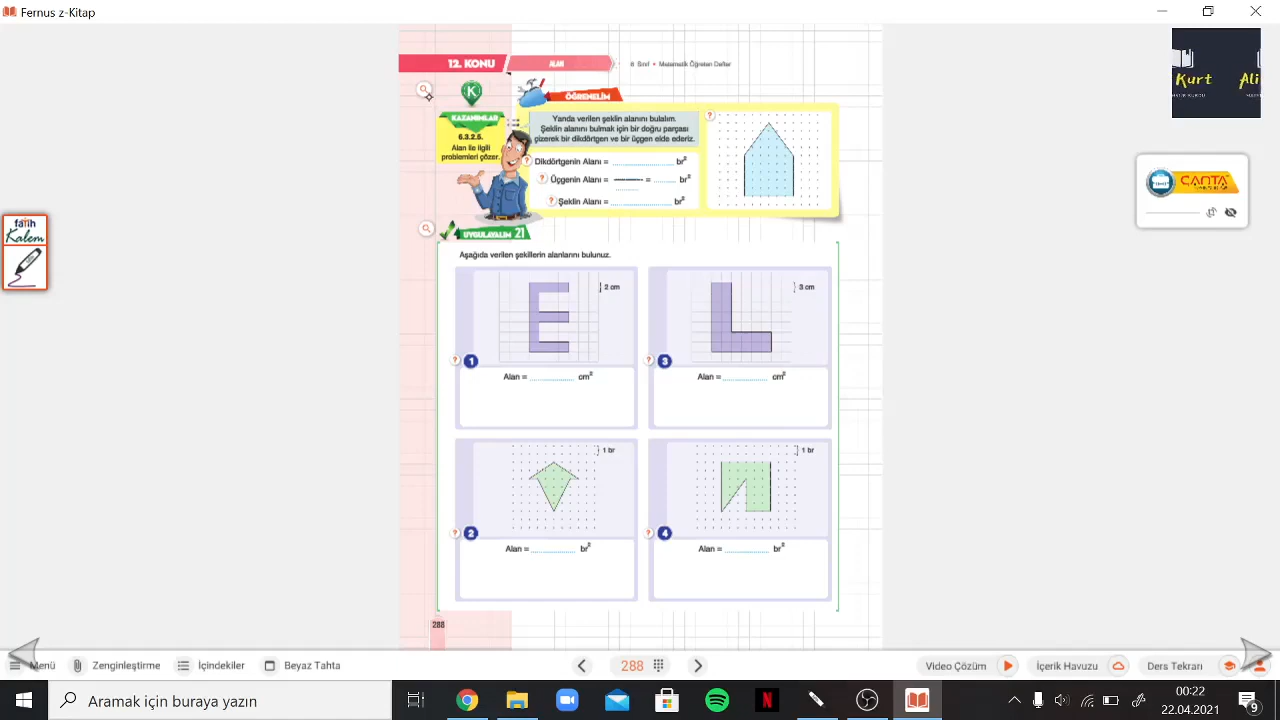 Fernus z-Kitap
12. KONU
ALAN
8 Sınıf • Matematik Öğreten Defter
K
ÖĞRENELİM
KAZANIMLAR
6.3.2.5.
Alan ile ilgili
problemleri çözer.
Yanda verilen şeklin alanını bulalım.
Şeklin alanını bulmak için bir doğru parçası
çizerek bir dikdörtgen ve bir üçgen elde ederiz.
? Dikdörtgenin Alanı = .......................... br²
? Üçgenin Alanı = ———— = .......... br²
..........
? Şeklin Alanı = .......................... br²
?
UYGULAYALIM 21
Aşağıda verilen şekillerin alanlarını bulunuz.
2 cm
? 1
Alan = .................... cm²
3 cm
? 3
Alan = .................... cm²
1 br
? 2
Alan = .................... br²
1 br
? 4
Alan = .................... br²
288
Kurt Ali
ÇANTA
fatih
Kalem
Menü
Zenginleştirme
İçindekiler
Beyaz Tahta
288
Video Çözüm
İçerik Havuzu
Ders Tekrarı
Aramak için buraya yazın
00:22
22.04.2021